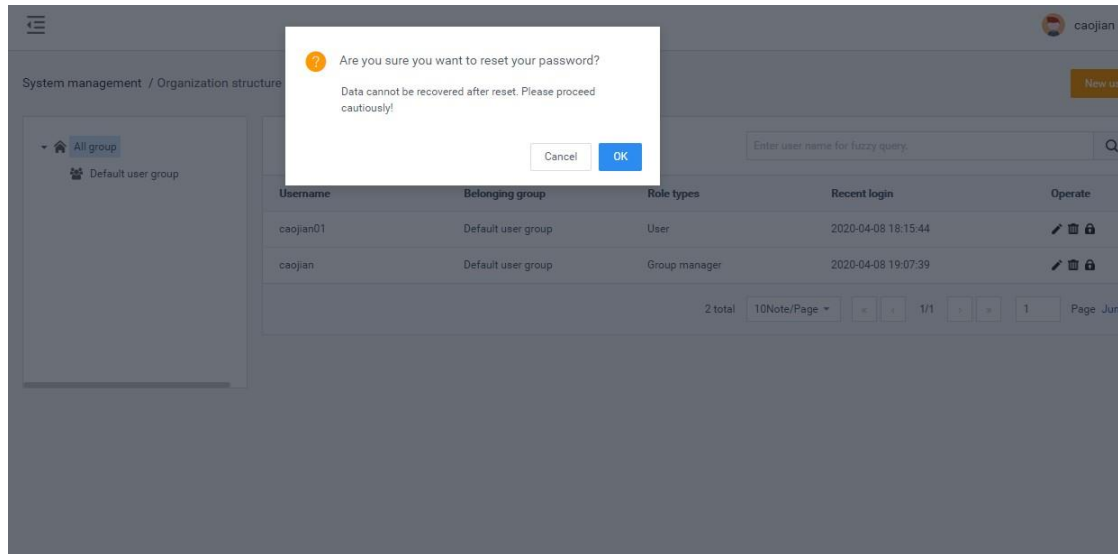 caojian
Are you sure you want to reset your password?
Data cannot be recovered after reset. Please proceed
cautiously!
Cancel OK
System management / Organization structure
New us
All group
Default user group
Enter user name for fuzzy query.
Username Belonging group Role types Recent login Operate
caojian01 Default user group User 2020-04-08 18:15:44
caojian Default user group Group manager 2020-04-08 19:07:39
2 total 10Note/Page 1/1 1 Page Jum